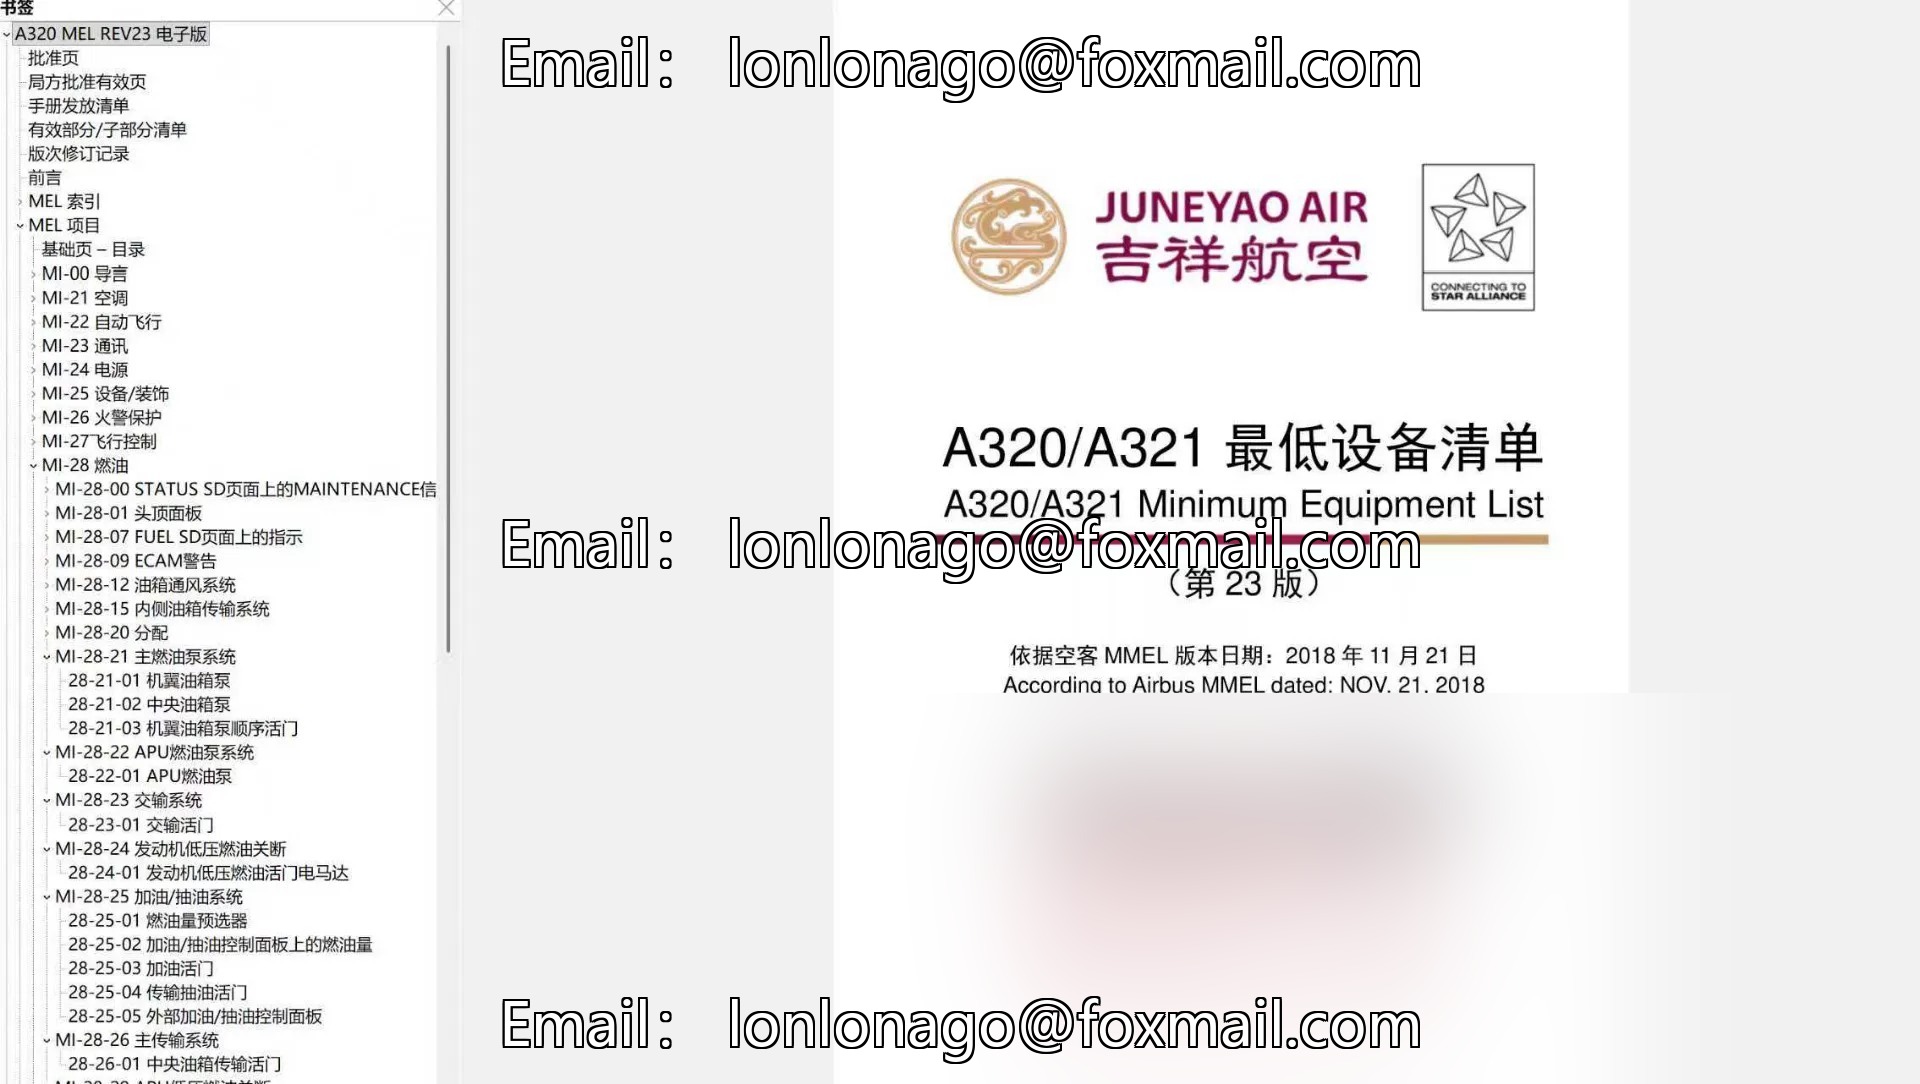 书签
A320 MEL REV23 电子版
批准页
局方批准有效页
手册发放清单
有效部分/子部分清单
版次修订记录
前言
MEL 索引
MEL 项目
基础页 – 目录
MI-00 导言
MI-21 空调
MI-22 自动飞行
MI-23 通讯
MI-24 电源
MI-25 设备/装饰
MI-26 火警保护
MI-27飞行控制
MI-28 燃油
MI-28-00 STATUS SD页面上的MAINTENANCE信
MI-28-01 头顶面板
MI-28-07 FUEL SD页面上的指示
MI-28-09 ECAM警告
MI-28-12 油箱通风系统
MI-28-15 内侧油箱传输系统
MI-28-20 分配
MI-28-21 主燃油泵系统
28-21-01 机翼油箱泵
28-21-02 中央油箱泵
28-21-03 机翼油箱泵顺序活门
MI-28-22 APU燃油泵系统
28-22-01 APU燃油泵
MI-28-23 交输系统
28-23-01 交输活门
MI-28-24 发动机低压燃油关断
28-24-01 发动机低压燃油活门电马达
MI-28-25 加油/抽油系统
28-25-01 燃油量预选器
28-25-02 加油/抽油控制面板上的燃油量
28-25-03 加油活门
28-25-04 传输抽油活门
28-25-05 外部加油/抽油控制面板
MI-28-26 主传输系统
28-26-01 中央油箱传输活门
Email： lonlonago@foxmail.com
JUNEYAO AIR
吉祥航空
CONNECTING TO
STAR ALLIANCE
A320/A321 最低设备清单
A320/A321 Minimum Equipment List
Email： lonlonago@foxmail.com
（第 23 版）
依据空客 MMEL 版本日期：2018 年 11 月 21 日
According to Airbus MMEL dated: NOV. 21, 2018
Email： lonlonago@foxmail.com